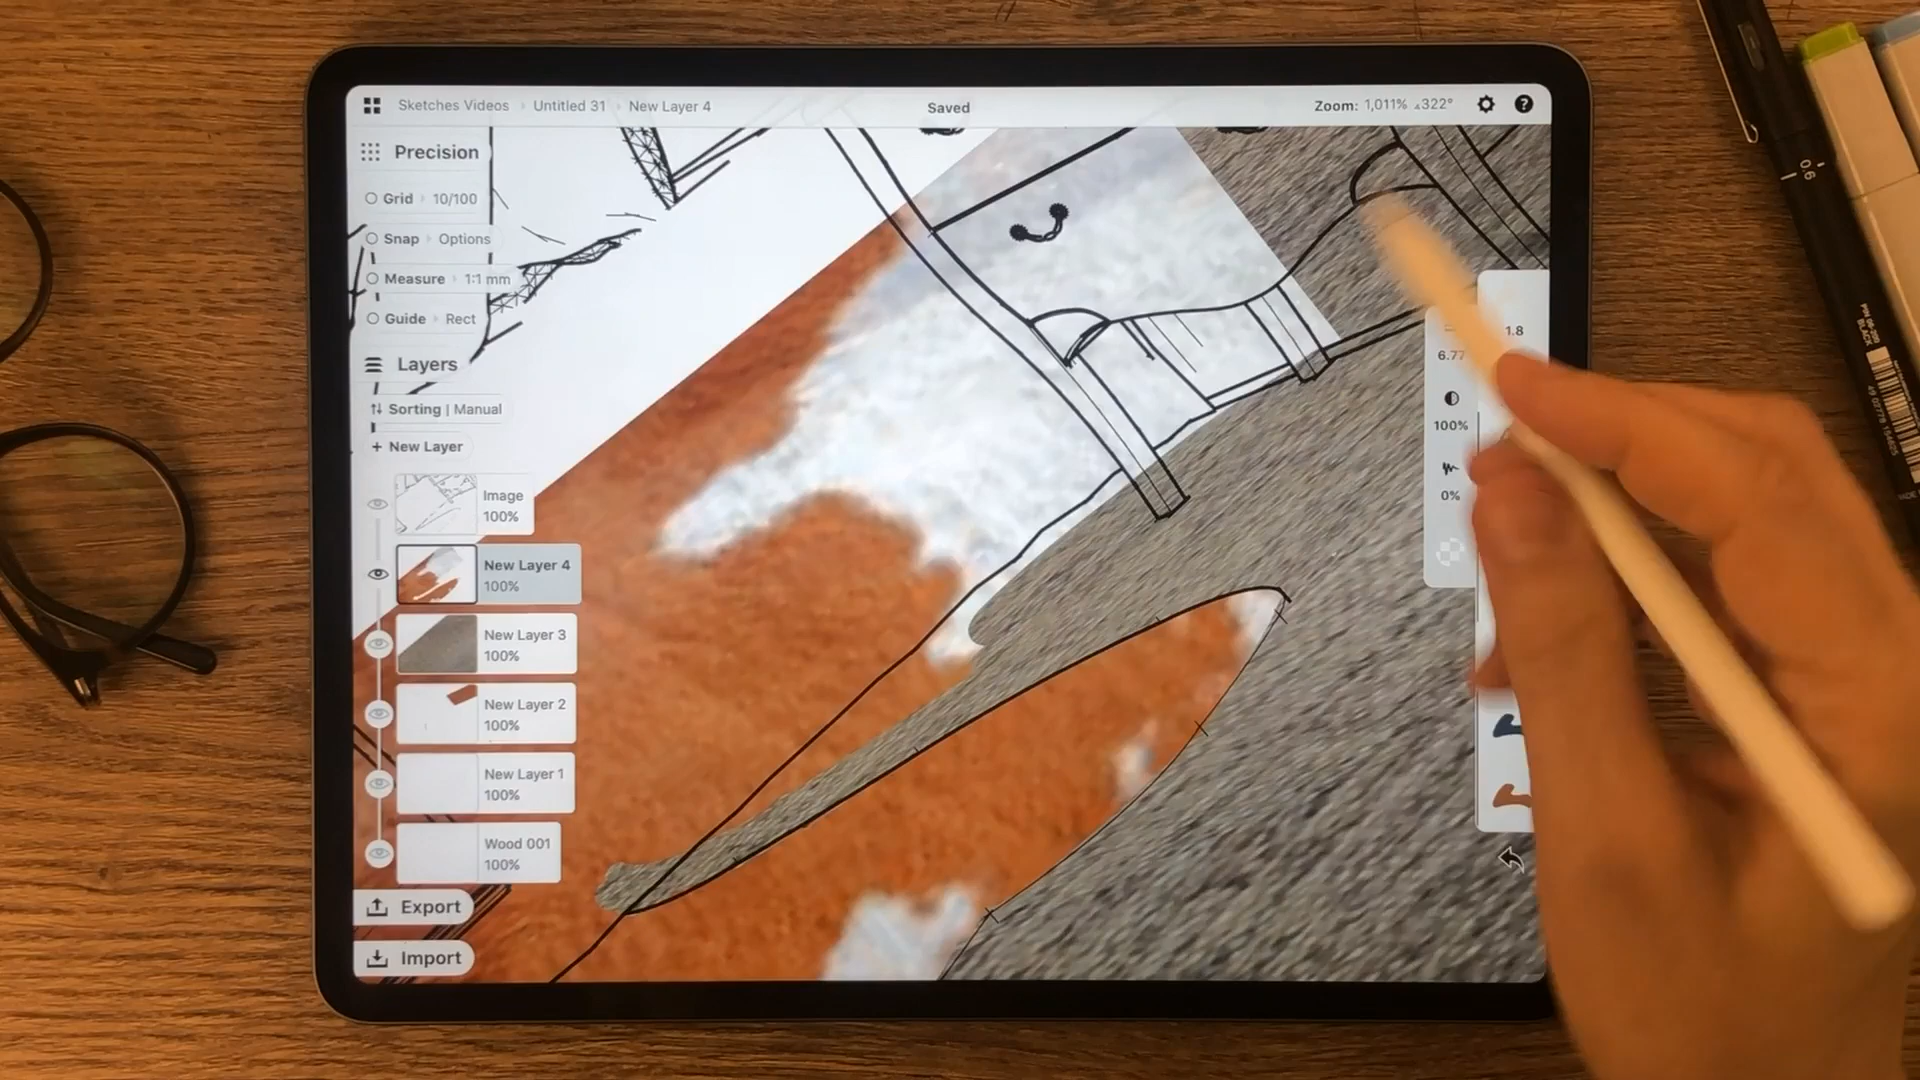 Sketches Videos › Untitled 31 › New Layer 4
Saved
Zoom: 1,011% ⊿322°
Precision
Grid › 10/100
Snap › Options
Measure › 1:1 mm
Guide › Rect
Layers
Sorting | Manual
+ New Layer
Image
100%
New Layer 4
100%
New Layer 3
100%
New Layer 2
100%
New Layer 1
100%
Wood 001
100%
Export
Import
1.8
6.77
100%
0%
0.6
BLACK